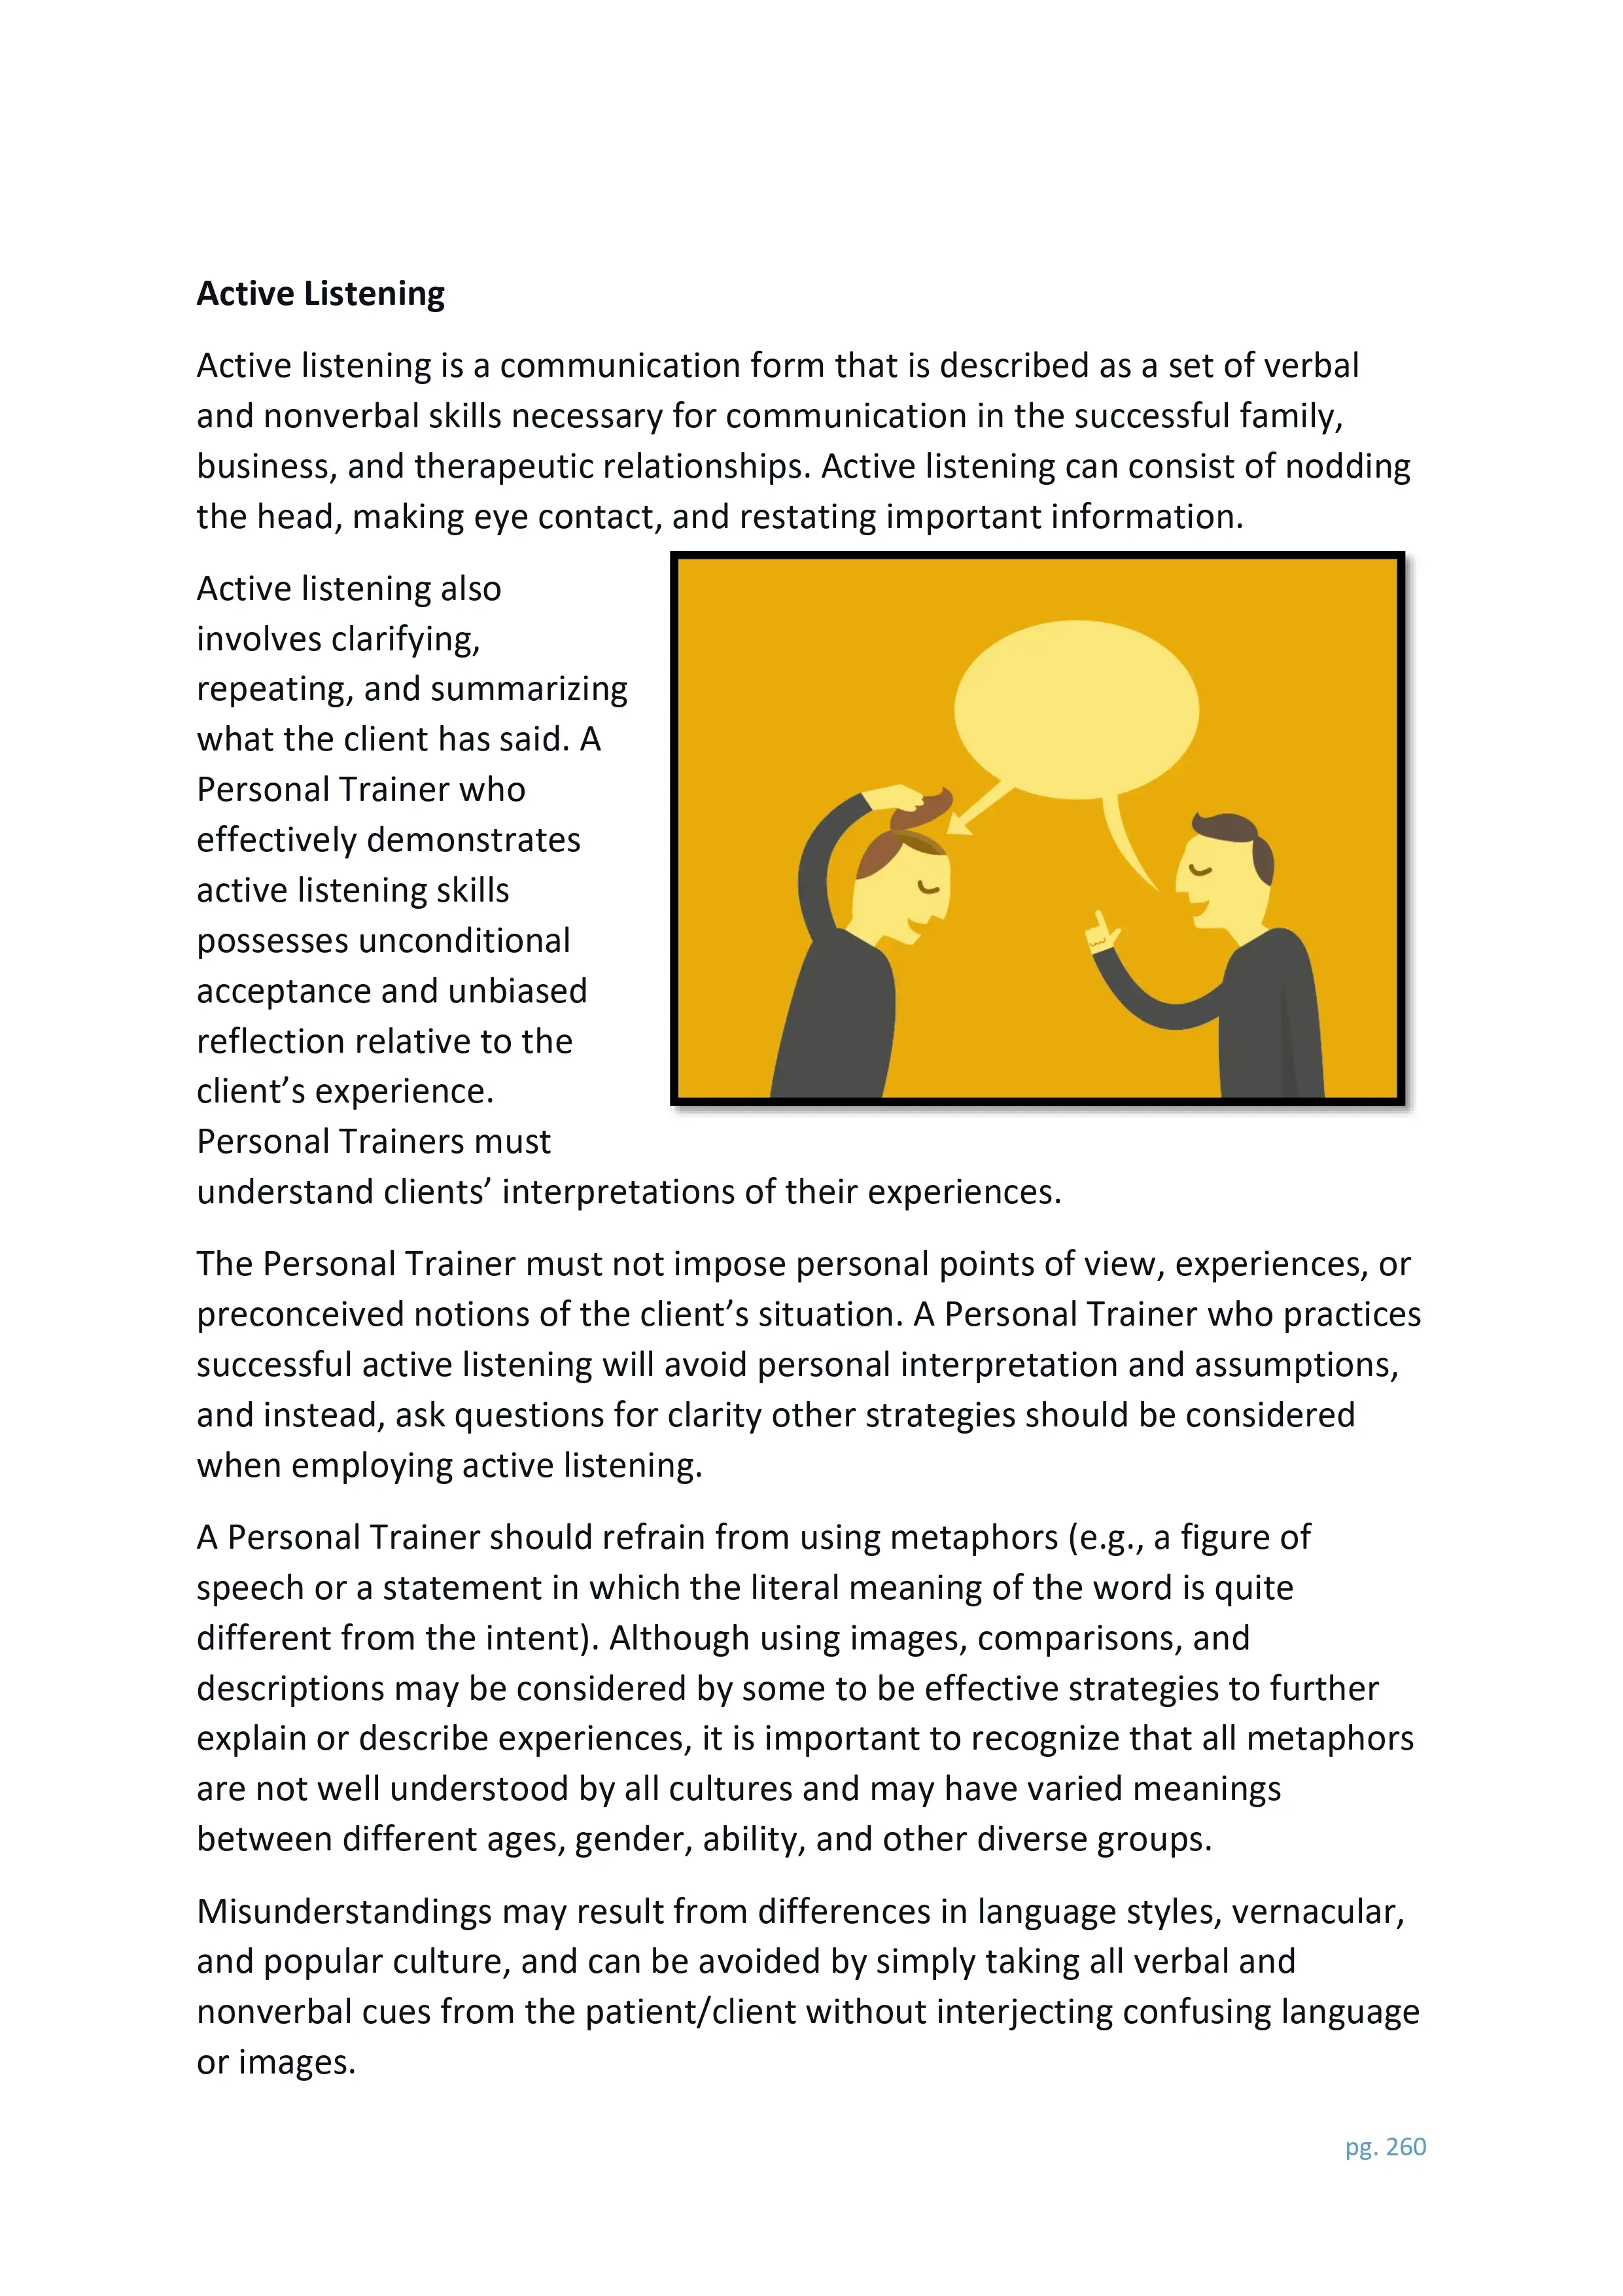 Active Listening
Active listening is a communication form that is described as a set of verbal
and nonverbal skills necessary for communication in the successful family,
business, and therapeutic relationships. Active listening can consist of nodding
the head, making eye contact, and restating important information.
Active listening also
involves clarifying,
repeating, and summarizing
what the client has said. A
Personal Trainer who
effectively demonstrates
active listening skills
possesses unconditional
acceptance and unbiased
reflection relative to the
client’s experience.
Personal Trainers must
understand clients’ interpretations of their experiences.
The Personal Trainer must not impose personal points of view, experiences, or
preconceived notions of the client’s situation. A Personal Trainer who practices
successful active listening will avoid personal interpretation and assumptions,
and instead, ask questions for clarity other strategies should be considered
when employing active listening.
A Personal Trainer should refrain from using metaphors (e.g., a figure of
speech or a statement in which the literal meaning of the word is quite
different from the intent). Although using images, comparisons, and
descriptions may be considered by some to be effective strategies to further
explain or describe experiences, it is important to recognize that all metaphors
are not well understood by all cultures and may have varied meanings
between different ages, gender, ability, and other diverse groups.
Misunderstandings may result from differences in language styles, vernacular,
and popular culture, and can be avoided by simply taking all verbal and
nonverbal cues from the patient/client without interjecting confusing language
or images.
pg. 260